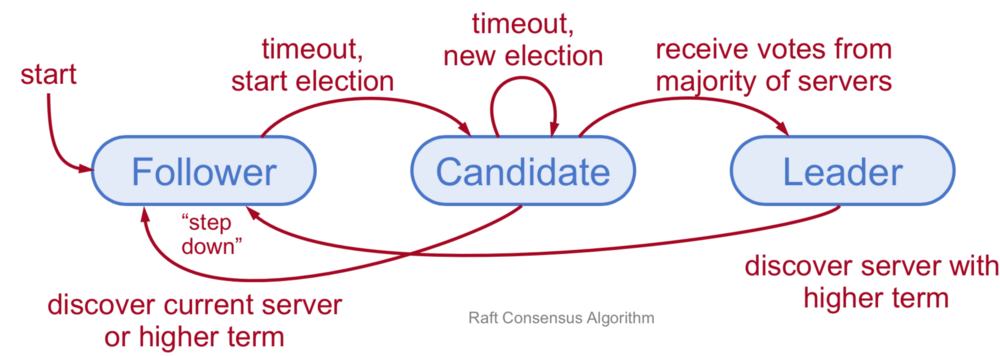 start
timeout,
start election
timeout,
new election
receive votes from
majority of servers
Follower
Candidate
Leader
“step
down”
discover current server
or higher term
discover server with
higher term
Raft Consensus Algorithm